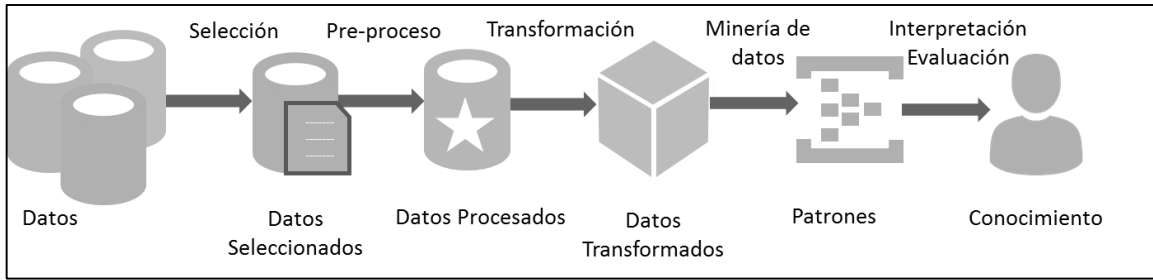 Selección
Pre-proceso
Transformación
Minería de
datos
Interpretación
Evaluación
Datos
Datos
Seleccionados
Datos Procesados
Datos
Transformados
Patrones
Conocimiento